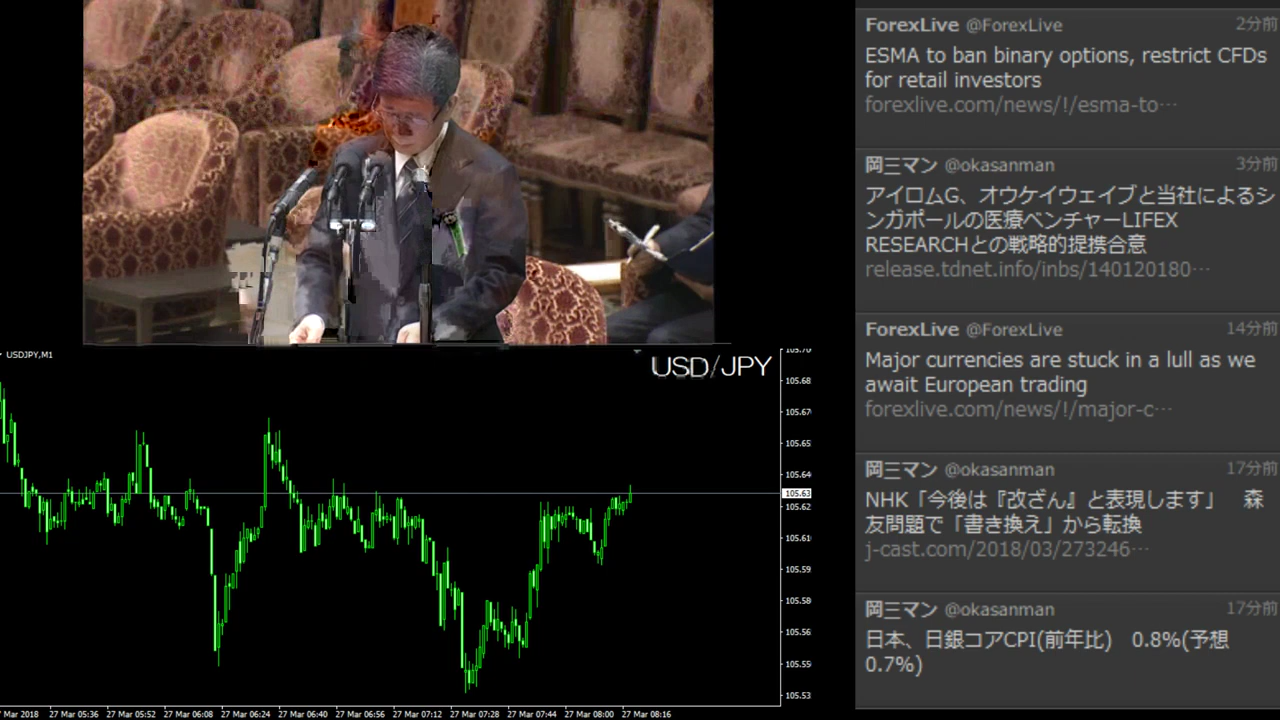 ForexLive @ForexLive 2分前
ESMA to ban binary options, restrict CFDs
for retail investors
forexlive.com/news/!/esma-to…
岡三マン @okasanman 3分前
アイロムG、オウケイウェイブと当社によるシ
ンガポールの医療ベンチャーLIFEX
RESEARCHとの戦略的提携合意
release.tdnet.info/inbs/140120180…
ForexLive @ForexLive 14分前
Major currencies are stuck in a lull as we
await European trading
forexlive.com/news/!/major-c…
岡三マン @okasanman 17分前
NHK「今後は『改ざん』と表現します」 森
友問題で「書き換え」から転換
j-cast.com/2018/03/273246…
岡三マン @okasanman 17分前
日本、日銀コアCPI(前年比) 0.8%(予想
0.7%)
USDJPY,M1
USD/JPY
105.70
105.68
105.67
105.65
105.64
105.63
105.62
105.61
105.59
105.58
105.56
105.55
105.53
Mar 2018 27 Mar 05:36 27 Mar 05:52 27 Mar 06:08 27 Mar 06:24 27 Mar 06:40 27 Mar 06:56 27 Mar 07:12 27 Mar 07:28 27 Mar 07:44 27 Mar 08:00 27 Mar 08:16